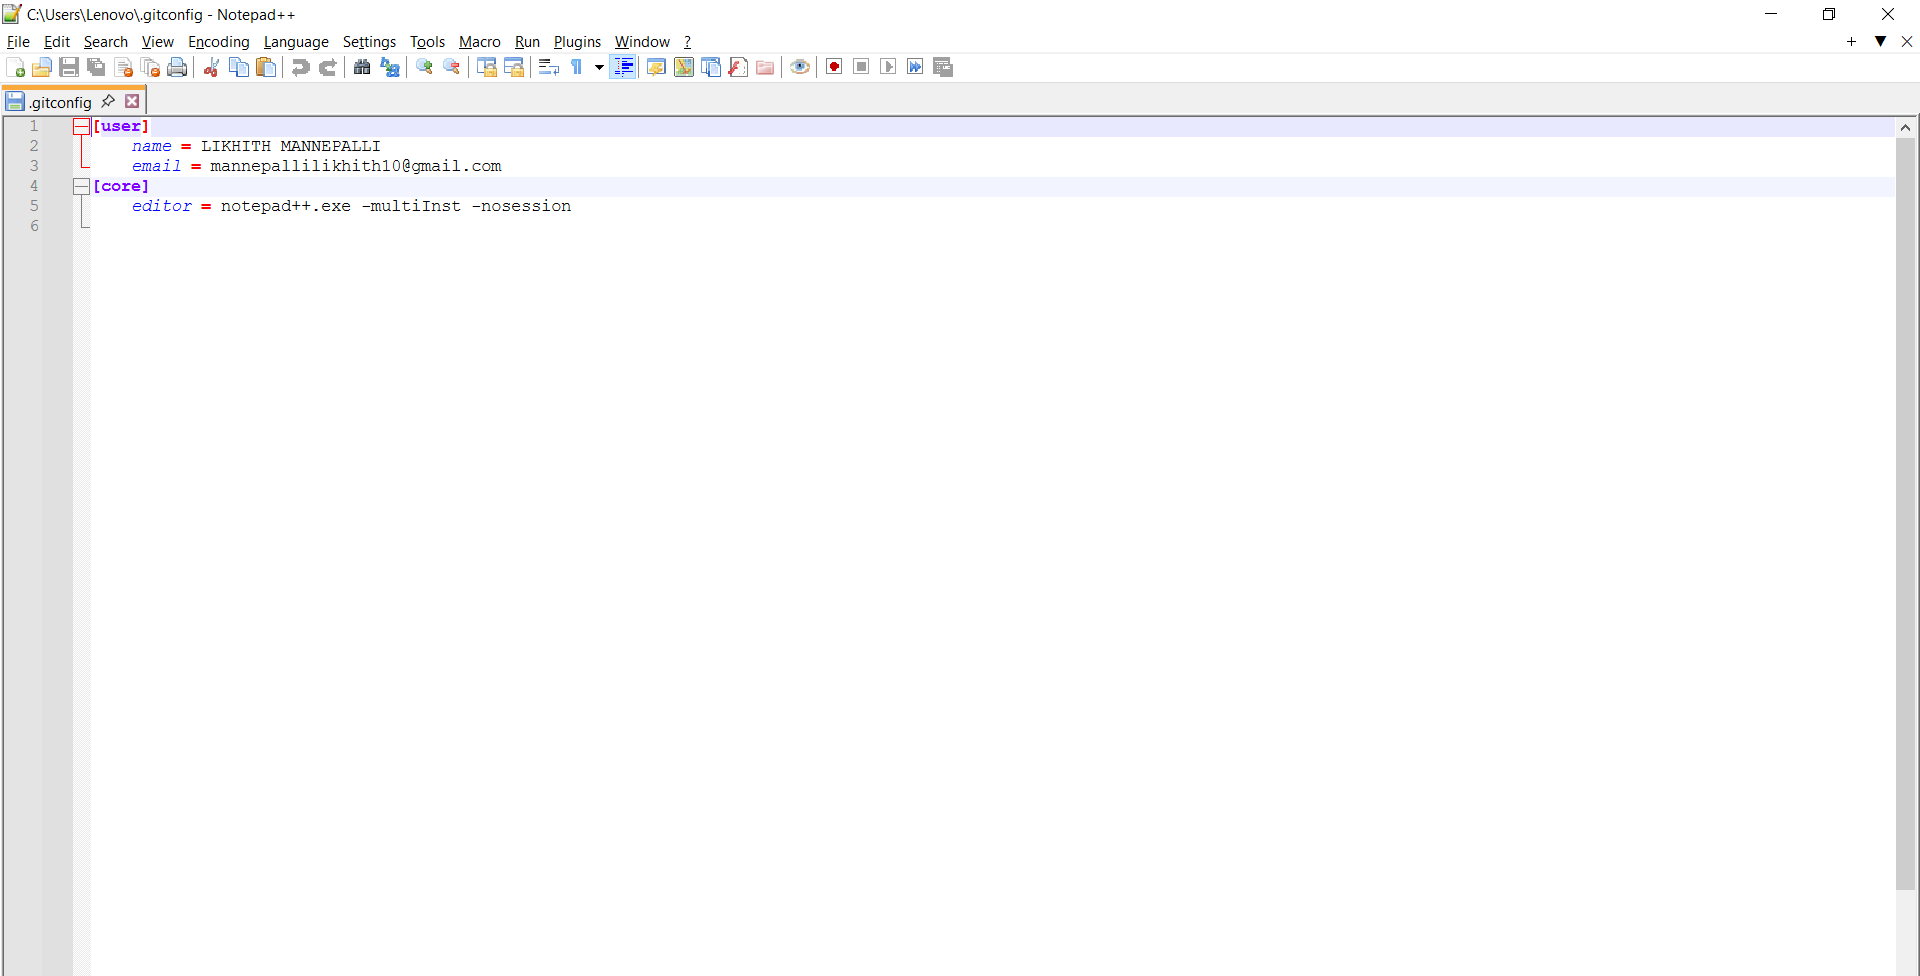 C:\Users\Lenovo\.gitconfig - Notepad++
File Edit Search View Encoding Language Settings Tools Macro Run Plugins Window ?
.gitconfig
1 [user]
2 name = LIKHITH MANNEPALLI
3 email = mannepallilikhith10@gmail.com
4 [core]
5 editor = notepad++.exe -multiInst -nosession
6